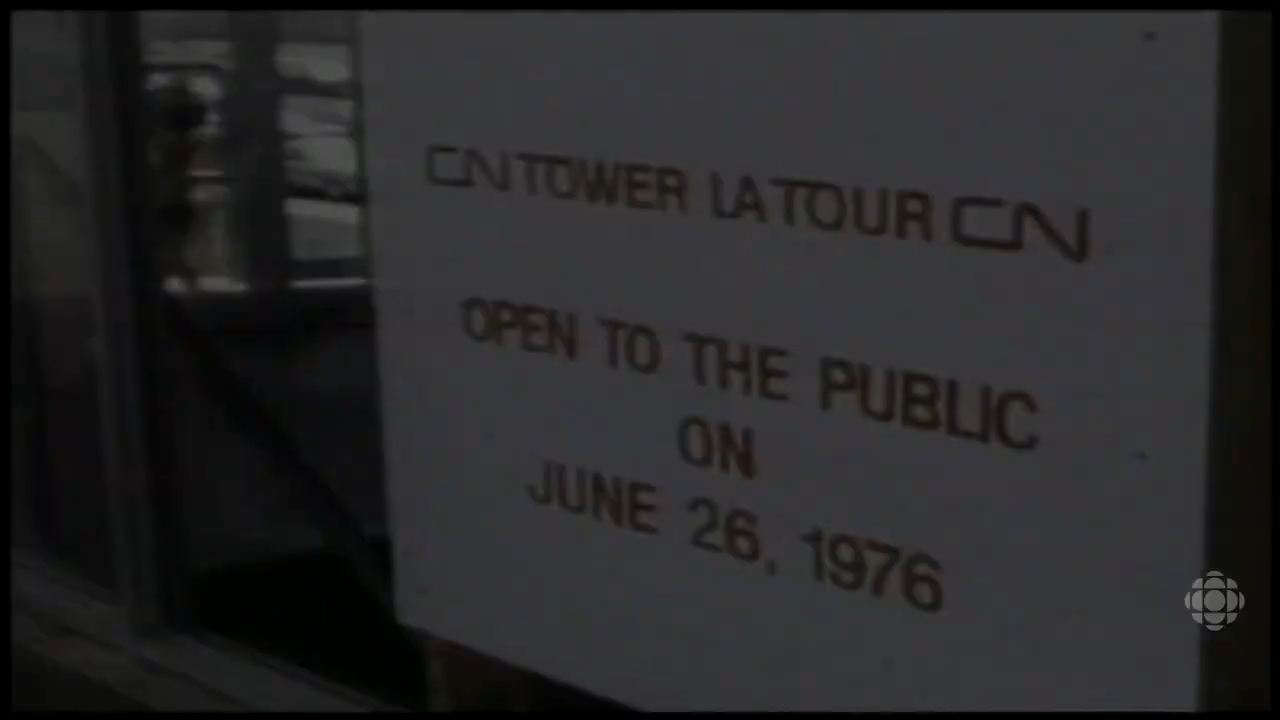 CN TOWER LA TOUR CN
OPEN TO THE PUBLIC
ON
JUNE 26, 1976